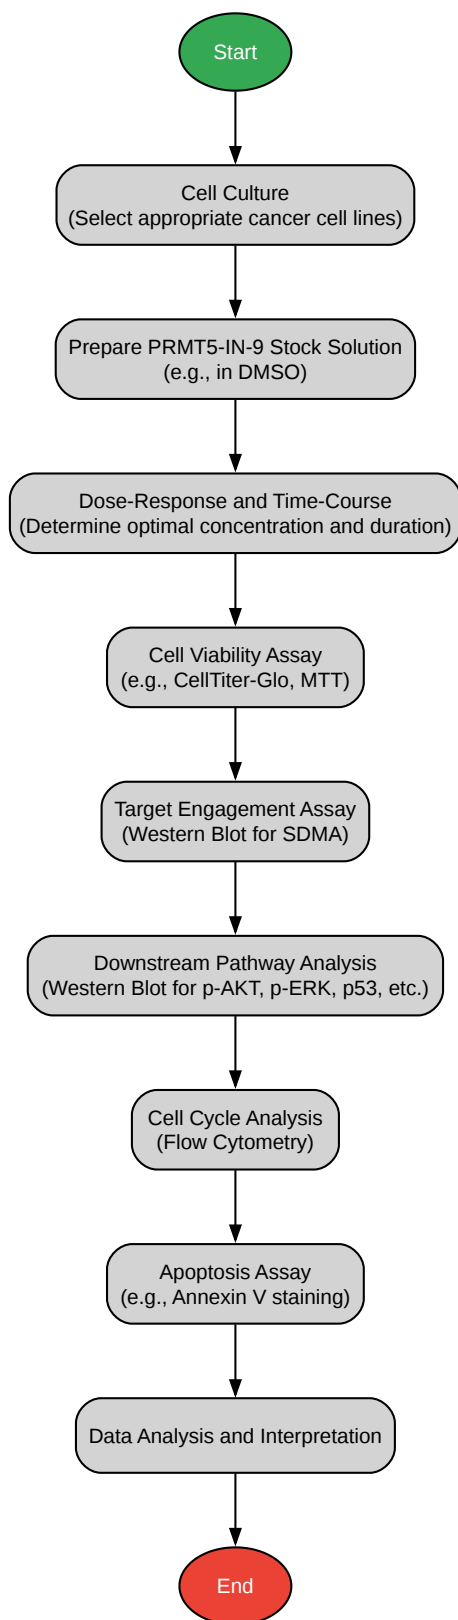 Start
Cell Culture
(Select appropriate cancer cell lines)
Prepare PRMT5-IN-9 Stock Solution
(e.g., in DMSO)
Dose-Response and Time-Course
(Determine optimal concentration and duration)
Cell Viability Assay
(e.g., CellTiter-Glo, MTT)
Target Engagement Assay
(Western Blot for SDMA)
Downstream Pathway Analysis
(Western Blot for p-AKT, p-ERK, p53, etc.)
Cell Cycle Analysis
(Flow Cytometry)
Apoptosis Assay
(e.g., Annexin V staining)
Data Analysis and Interpretation
End